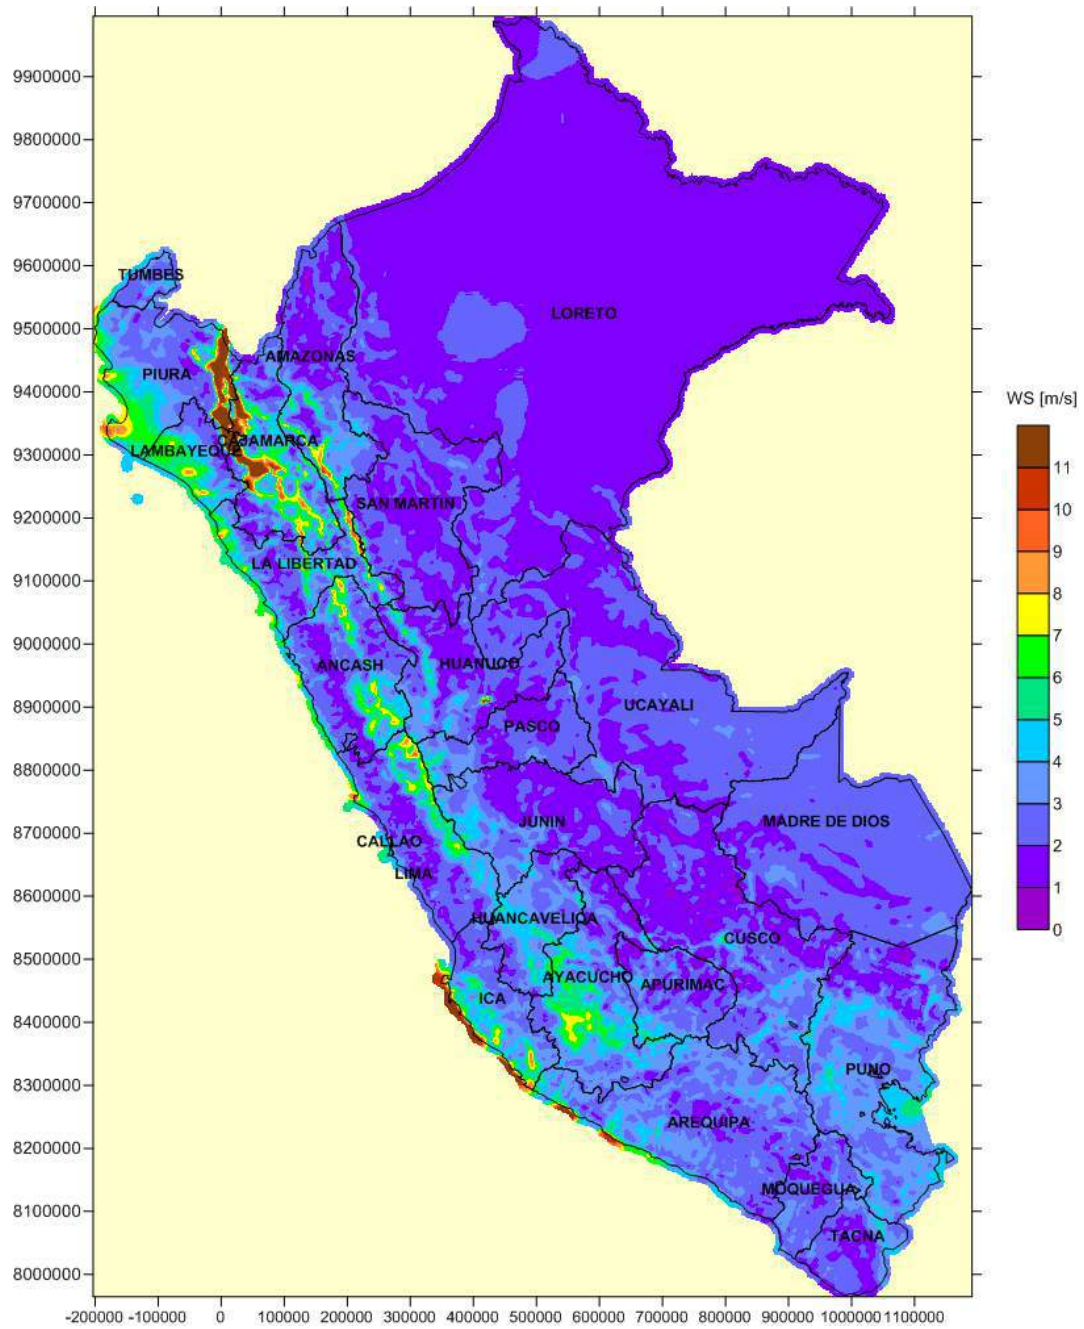 9900000
9800000
9700000
9600000
9500000
9400000
9300000
9200000
9100000
9000000
8900000
8800000
8700000
8600000
8500000
8400000
8300000
8200000
8100000
8000000
TUMBES
LORETO
AMAZONAS
PIURA
CAJAMARCA
LAMBAYEQUE
SAN MARTIN
LA LIBERTAD
ANCASH
HUANUCO
UCAYALI
PASCO
JUNIN
MADRE DE DIOS
CALLAO
LIMA
HUANCAVELICA
CUSCO
AYACUCHO
APURIMAC
ICA
PUNO
AREQUIPA
MOQUEGUA
TACNA
WS [m/s]
11
10
9
8
7
6
5
4
3
2
1
0
-200000 -100000 0 100000 200000 300000 400000 500000 600000 700000 800000 900000 1000000 1100000